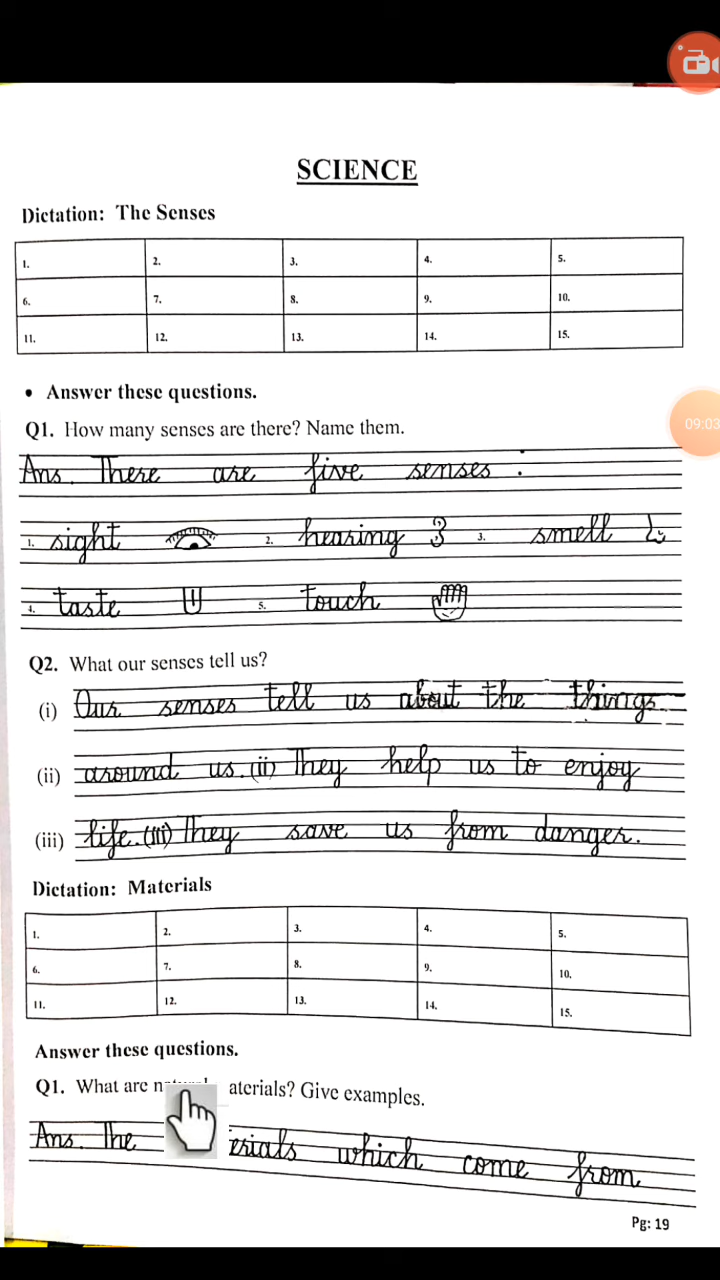 SCIENCE
Dictation: The Senses
1. 2. 3. 4. 5.
6. 7. 8. 9. 10.
11. 12. 13. 14. 15.
• Answer these questions.
Q1. How many senses are there? Name them.
Ans. There are five senses :
1. sight 2. hearing 3. smell
4. taste 5. touch
Q2. What our senses tell us?
(i) Our senses tell us about the things
(ii) around us. (ii) They help us to enjoy
(iii) life. (iii) They save us from danger.
Dictation: Materials
1. 2. 3. 4. 5.
6. 7. 8. 9. 10.
11. 12. 13. 14. 15.
Answer these questions.
Q1. What are materials? Give examples.
Ans. The which come from
Pg: 19
09:03